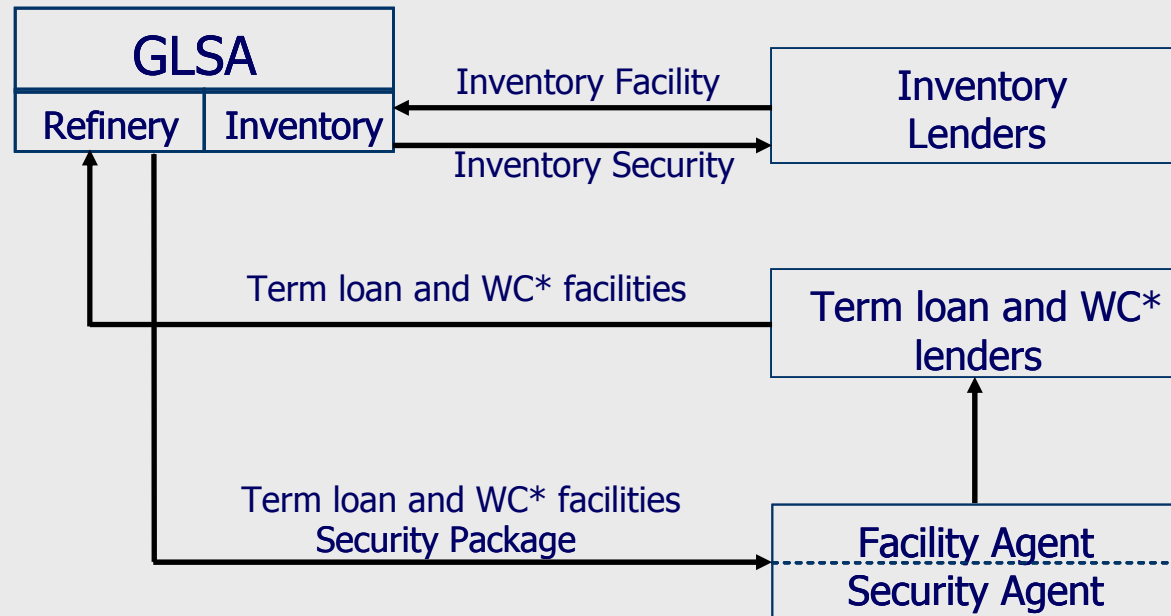 GLSA
Refinery
Inventory
Inventory Facility
Inventory Security
Inventory
Lenders
Term loan and WC* facilities
Term loan and WC*
lenders
Term loan and WC* facilities
Security Package
Facility Agent
Security Agent